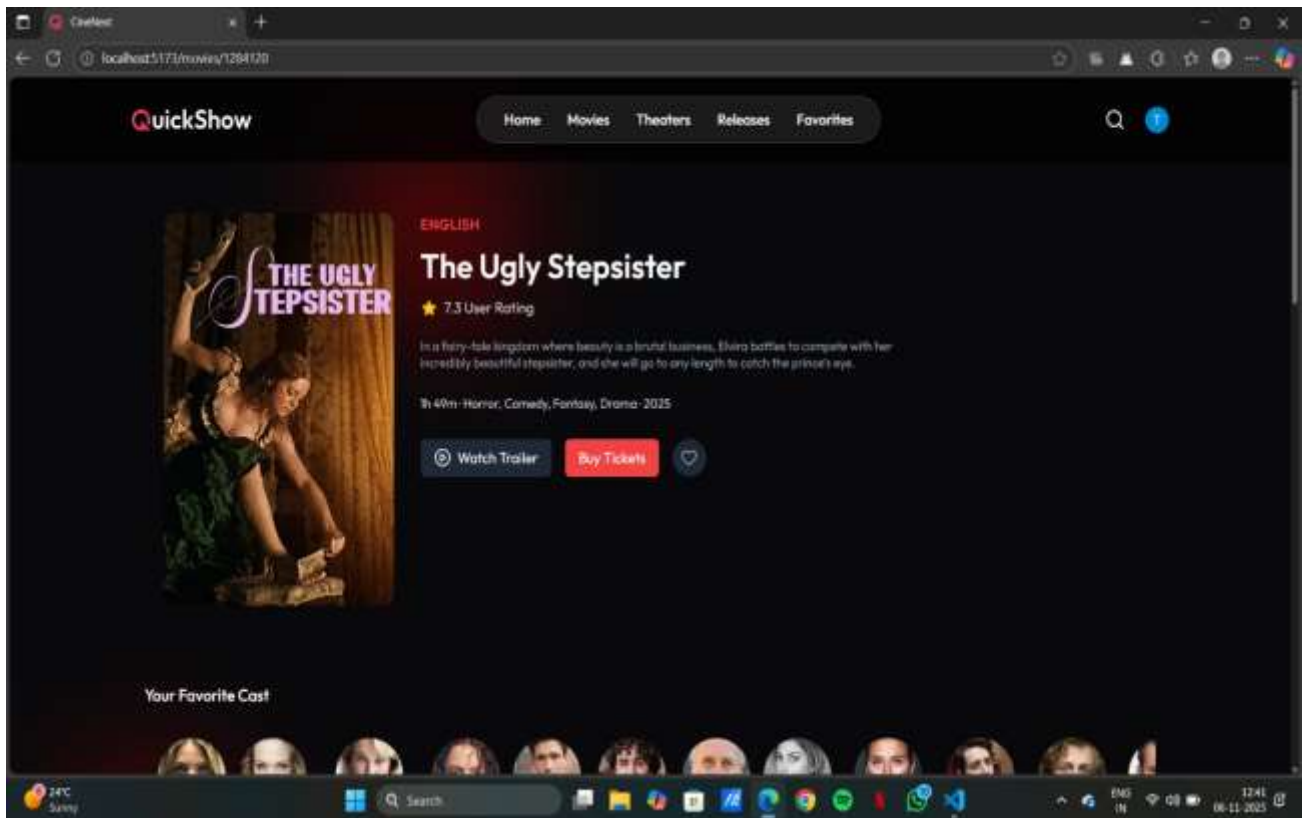 CineNest
localhost:5173/movies/1284120
QuickShow
Home Movies Theaters Releases Favorites
T
THE UGLY
STEPSISTER
ENGLISH
The Ugly Stepsister
7.3 User Rating
In a fairy-tale kingdom where beauty is a brutal business, Elvira battles to compete with her
incredibly beautiful stepsister, and she will go to any length to catch the prince's eye.
1h 49m · Horror, Comedy, Fantasy, Drama · 2025
Watch Trailer Buy Tickets
Your Favorite Cast
24°C
Sunny
Search
ENG
IN
12:41
06-11-2025